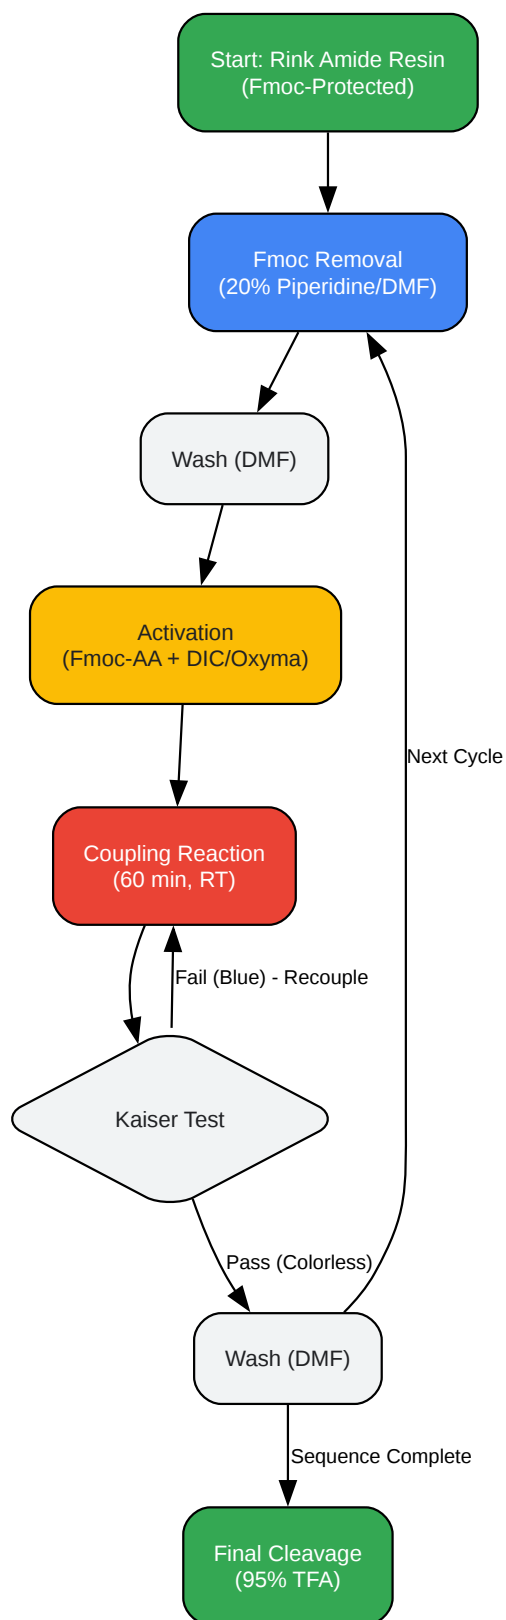 Start: Rink Amide Resin
(Fmoc-Protected)
Fmoc Removal
(20% Piperidine/DMF)
Wash (DMF)
Activation
(Fmoc-AA + DIC/Oxyma)
Next Cycle
Coupling Reaction
(60 min, RT)
Fail (Blue) - Recouple
Kaiser Test
Pass (Colorless)
Wash (DMF)
Sequence Complete
Final Cleavage
(95% TFA)